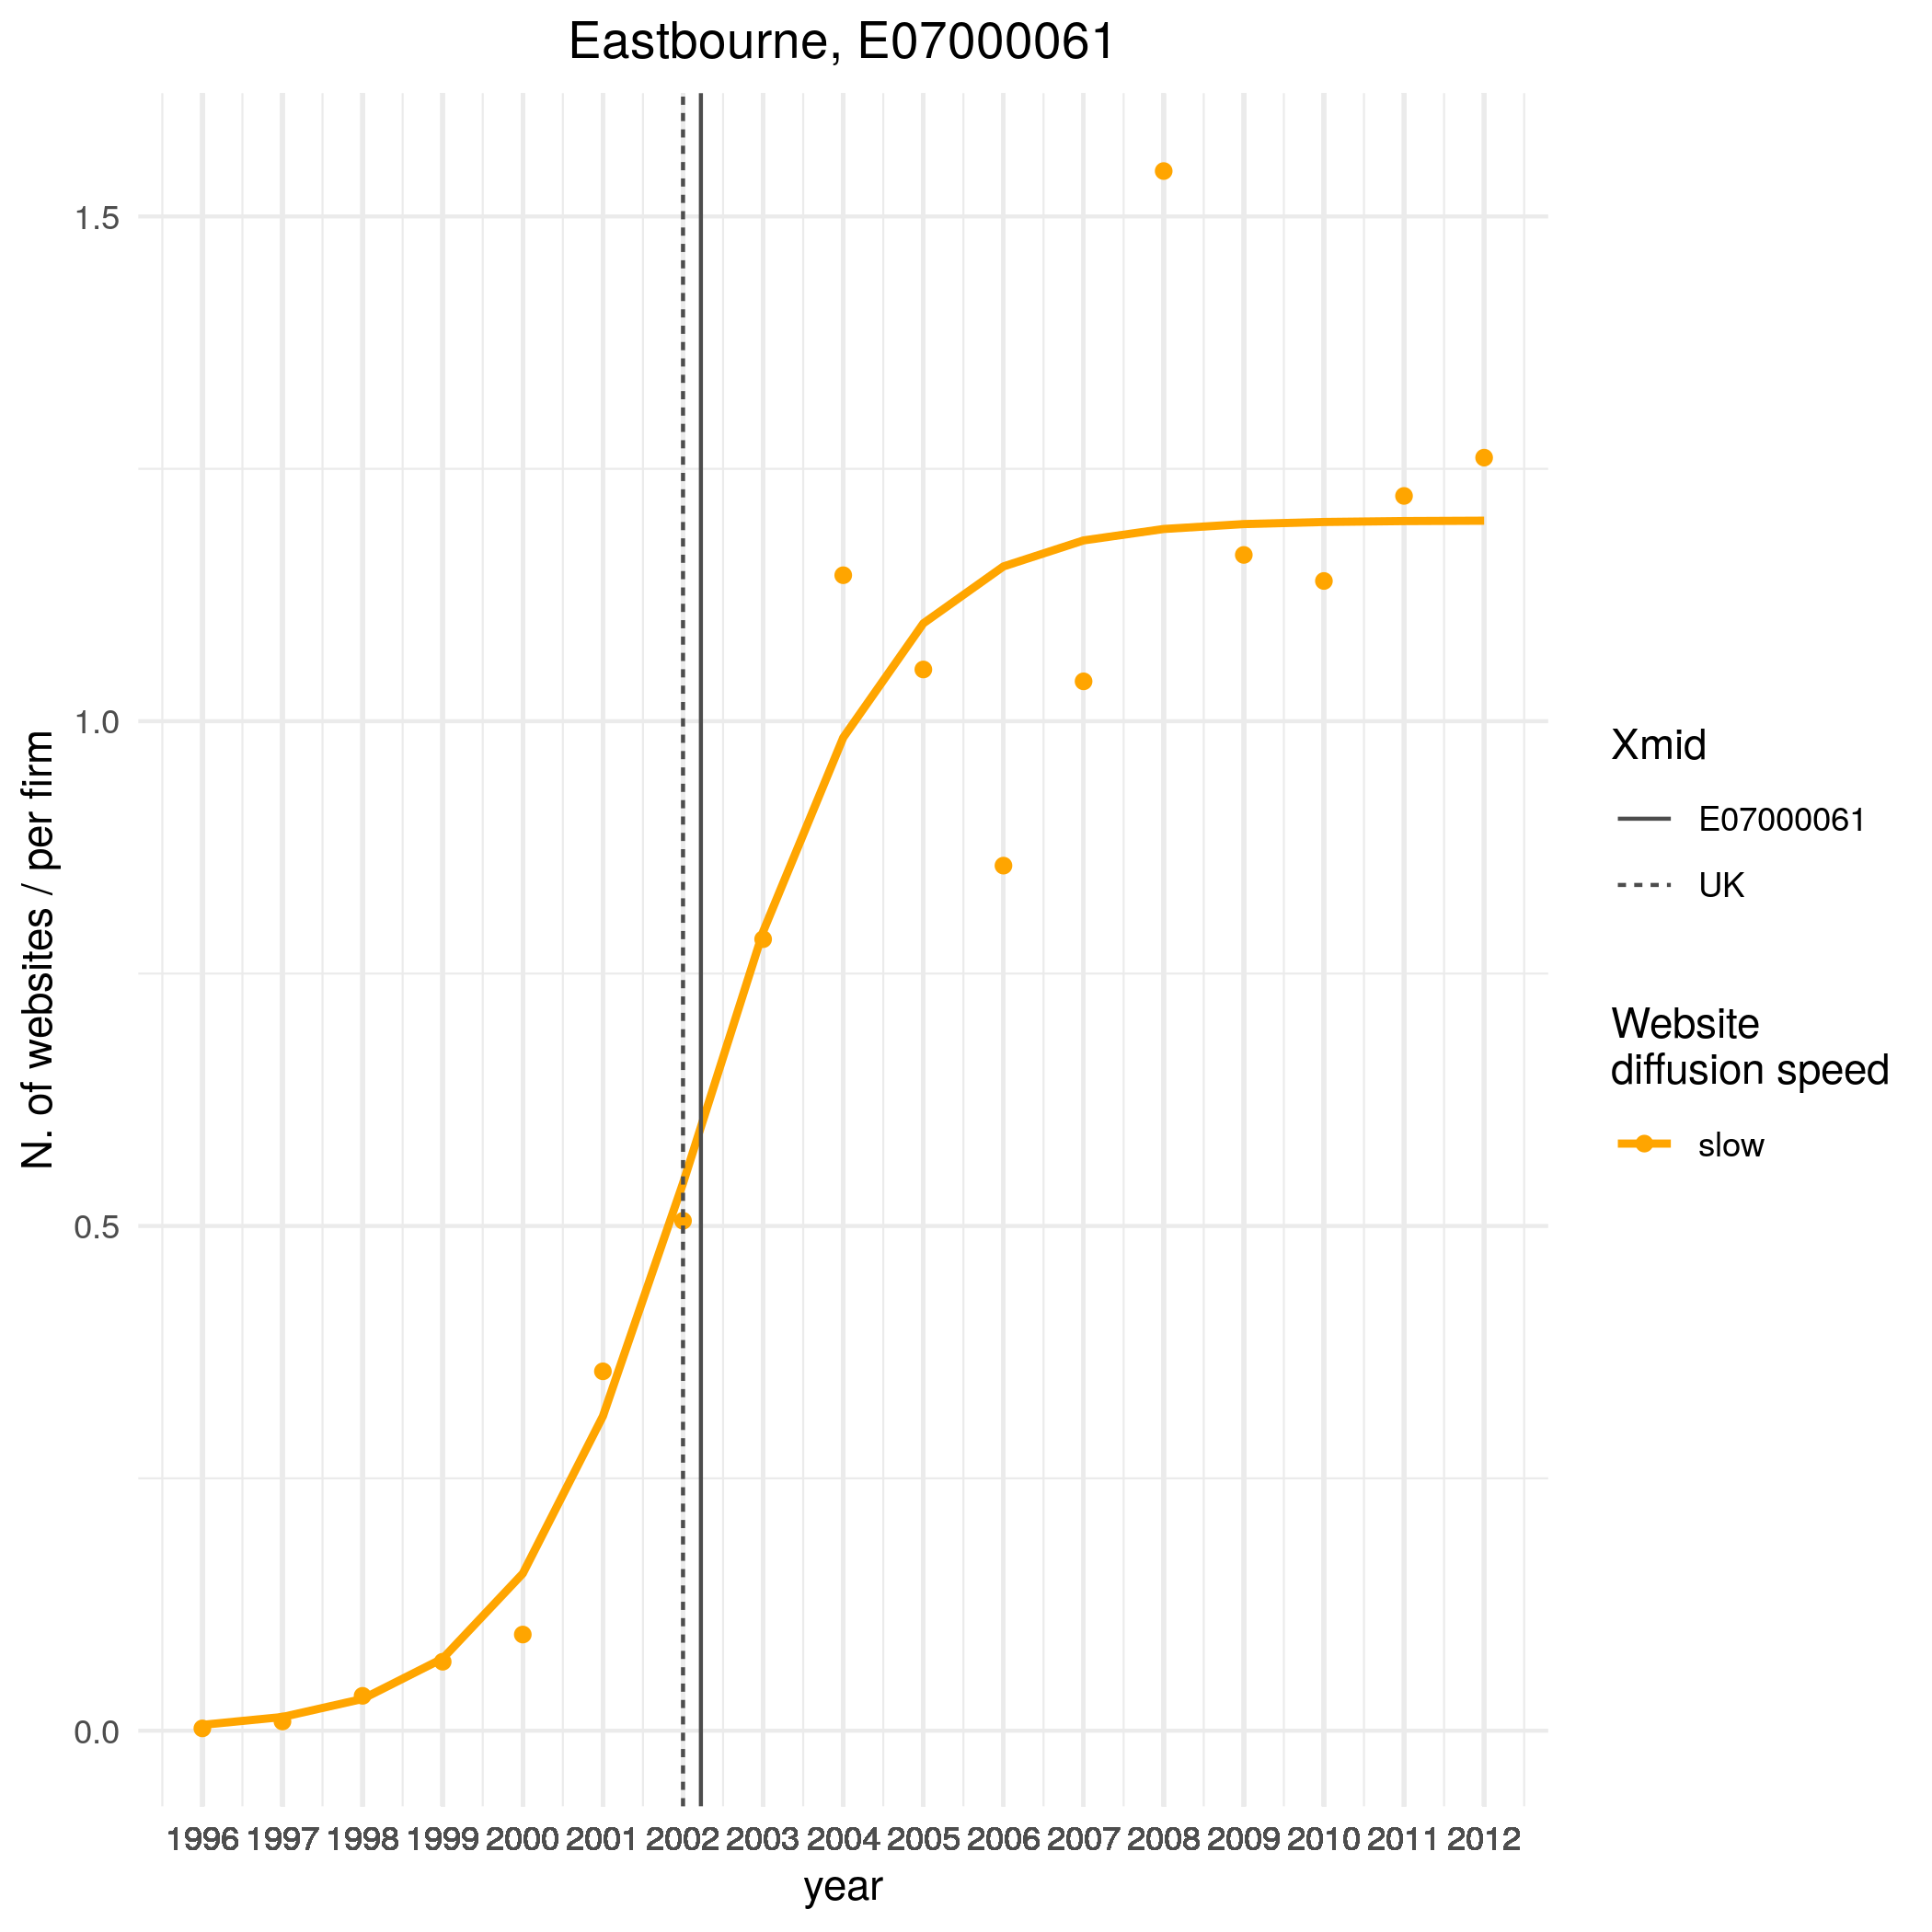 Eastbourne, E07000061
N. of websites / per firm
1.5
1.0
0.5
0.0
1996 1997 1998 1999 2000 2001 2002 2003 2004 2005 2006 2007 2008 2009 2010 2011 2012
year
Xmid
E07000061
UK
Website
diffusion speed
slow